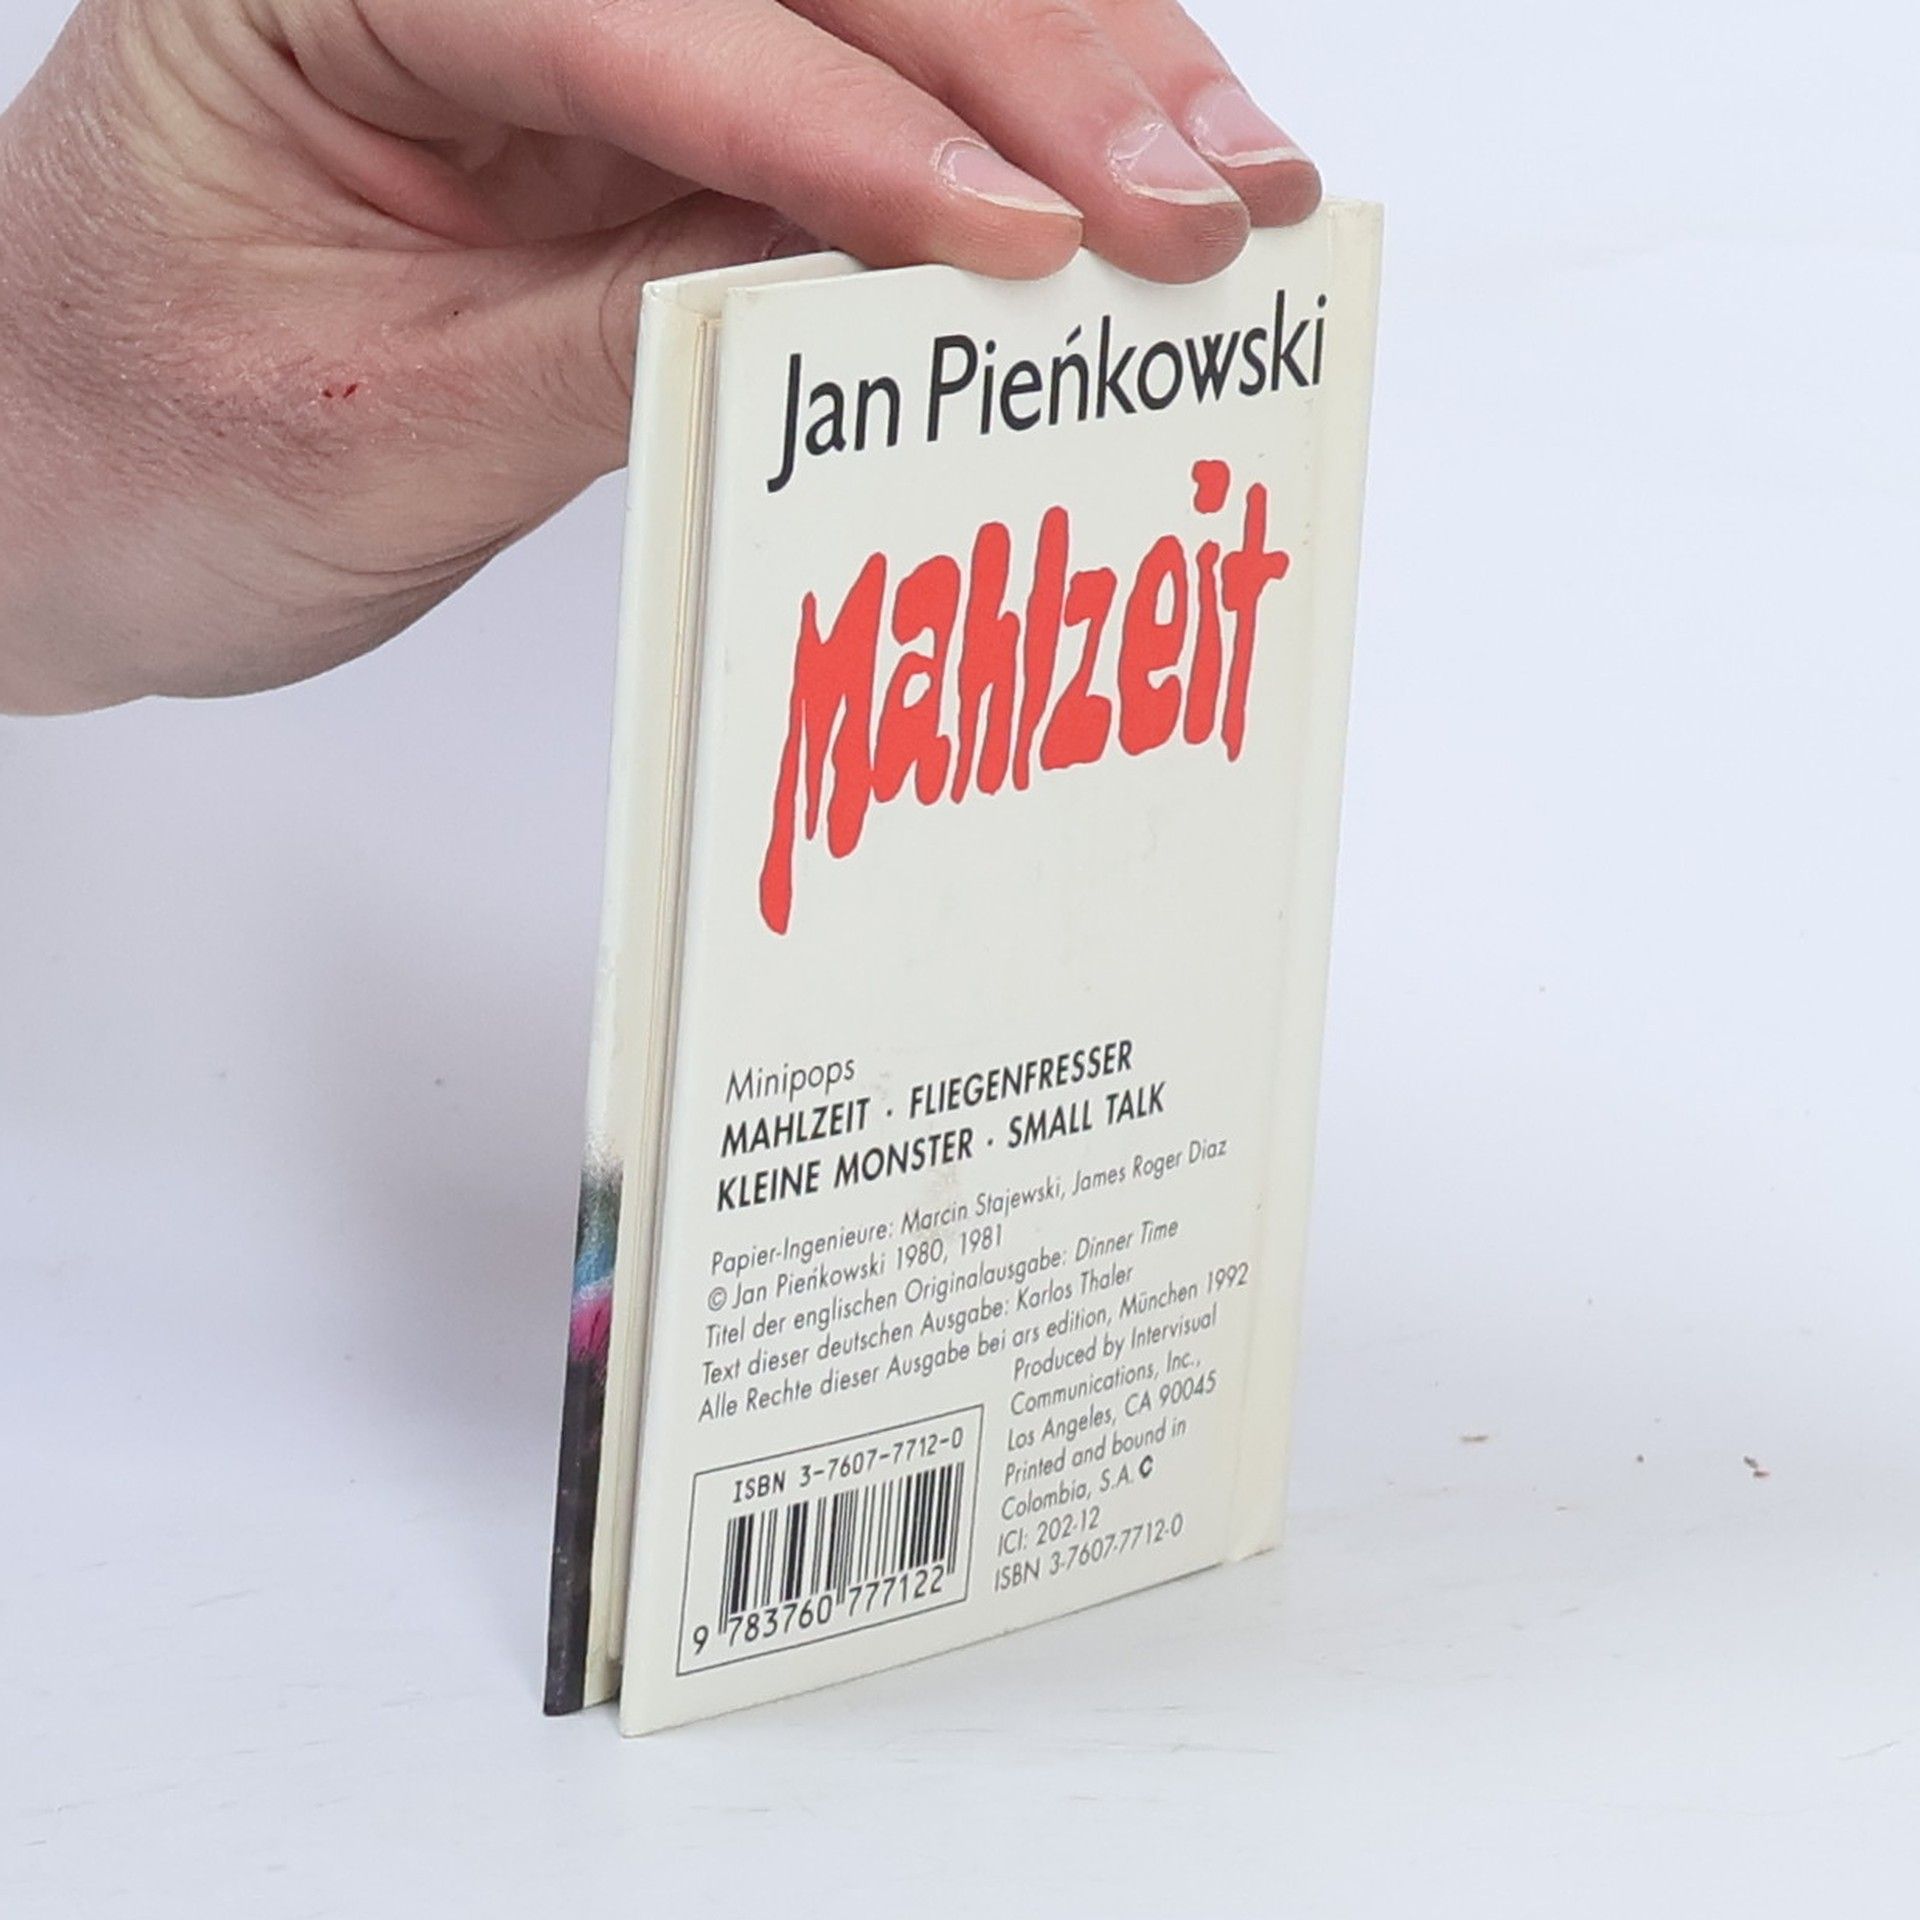 Jan Pieńkowski
Mahlzeit
Minipops
MAHLZEIT · FLIEGENFRESSER
KLEINE MONSTER · SMALL TALK
Papier-Ingenieure: Marcin Stajewski, James Roger Diaz
© Jan Pieńkowski 1980, 1981
Titel der englischen Originalausgabe: Dinner Time
Text dieser deutschen Ausgabe: Karlos Thaler
Alle Rechte dieser Ausgabe bei ars edition, München 1992
Produced by Intervisual
Communications, Inc.,
Los Angeles, CA 90045
Printed and bound in
Colombia, S.A. C
ICI: 202-12
ISBN 3-7607-7712-0
ISBN 3-7607-7712-0
9 783760 777122